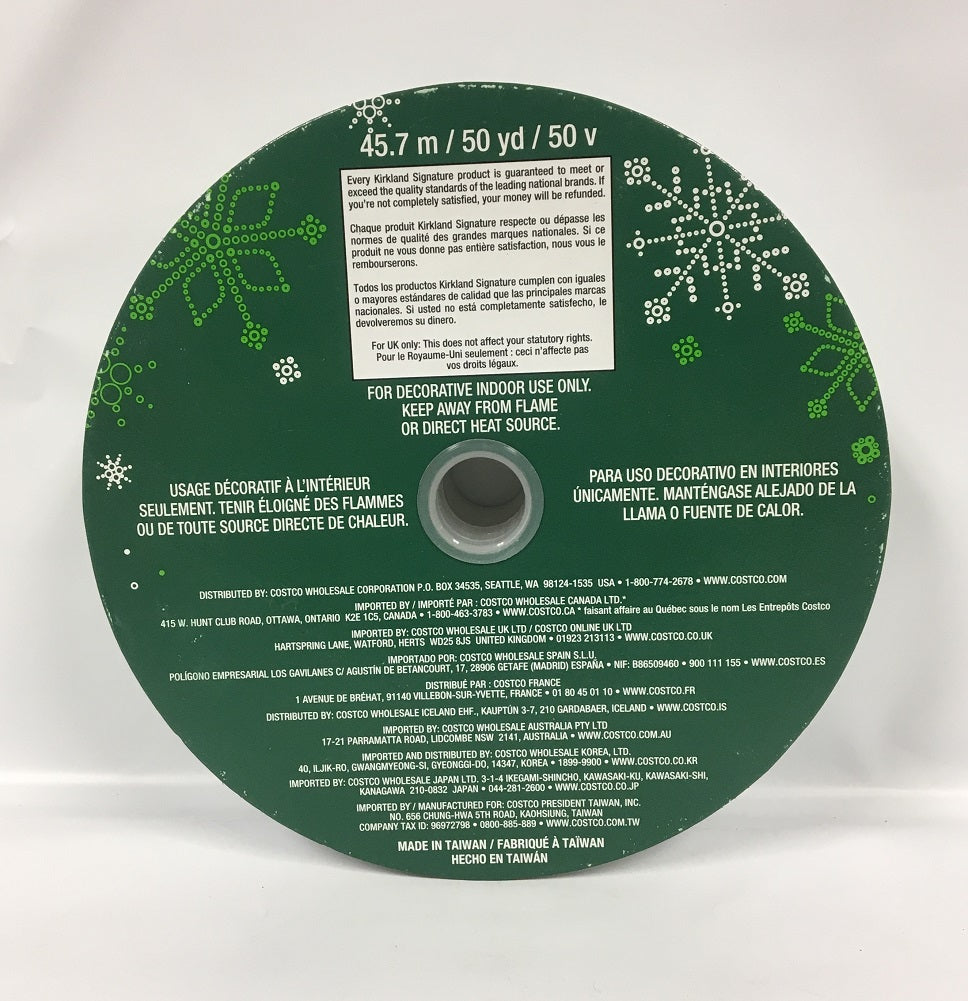 45.7 m / 50 yd / 50 v
Every Kirkland Signature product is guaranteed to meet or
exceed the quality standards of the leading national brands. If
you're not completely satisfied, your money will be refunded.
Chaque produit Kirkland Signature respecte ou dépasse les
normes de qualité des grandes marques nationales. Si ce
produit ne vous donne pas entière satisfaction, nous vous le
rembourserons.
Todos los productos Kirkland Signature cumplen con iguales
o mayores estándares de calidad que las principales marcas
nacionales. Si usted no está completamente satisfecho, le
devolveremos su dinero.
For UK only: This does not affect your statutory rights.
Pour le Royaume-Uni seulement : ceci n'affecte pas
vos droits légaux.
FOR DECORATIVE INDOOR USE ONLY.
KEEP AWAY FROM FLAME
OR DIRECT HEAT SOURCE.
USAGE DÉCORATIF À L'INTÉRIEUR
SEULEMENT. TENIR ÉLOIGNÉ DES FLAMMES
OU DE TOUTE SOURCE DIRECTE DE CHALEUR.
PARA USO DECORATIVO EN INTERIORES
ÚNICAMENTE. MANTÉNGASE ALEJADO DE LA
LLAMA O FUENTE DE CALOR.
DISTRIBUTED BY: COSTCO WHOLESALE CORPORATION P.O. BOX 34535, SEATTLE, WA 98124-1535 USA • 1-800-774-2678 • WWW.COSTCO.COM
IMPORTED BY / IMPORTÉ PAR : COSTCO WHOLESALE CANADA LTD.*
415 W. HUNT CLUB ROAD, OTTAWA, ONTARIO K2E 1C5, CANADA • 1-800-463-3783 • WWW.COSTCO.CA * faisant affaire au Québec sous le nom Les Entrepôts Costco
IMPORTED BY: COSTCO WHOLESALE UK LTD / COSTCO ONLINE UK LTD
HARTSPRING LANE, WATFORD, HERTS WD25 8JS UNITED KINGDOM • 01923 213113 • WWW.COSTCO.CO.UK
IMPORTADO POR: COSTCO WHOLESALE SPAIN S.L.U.
POLÍGONO EMPRESARIAL LOS GAVILANES C/ AGUSTÍN DE BETANCOURT, 17, 28906 GETAFE (MADRID) ESPAÑA • NIF: B86509460 • 900 111 155 • WWW.COSTCO.ES
DISTRIBUÉ PAR : COSTCO FRANCE
1 AVENUE DE BRÉHAT, 91140 VILLEBON-SUR-YVETTE, FRANCE • 01 80 45 01 10 • WWW.COSTCO.FR
DISTRIBUTED BY: COSTCO WHOLESALE ICELAND EHF., KAUPTÚN 3-7, 210 GARDABAER, ICELAND • WWW.COSTCO.IS
IMPORTED BY: COSTCO WHOLESALE AUSTRALIA PTY LTD
17-21 PARRAMATTA ROAD, LIDCOMBE NSW 2141, AUSTRALIA • WWW.COSTCO.COM.AU
IMPORTED AND DISTRIBUTED BY: COSTCO WHOLESALE KOREA, LTD.
40, ILJIK-RO, GWANGMYEONG-SI, GYEONGGI-DO, 14347, KOREA • 1899-9900 • WWW.COSTCO.CO.KR
IMPORTED BY: COSTCO WHOLESALE JAPAN LTD. 3-1-4 IKEGAMI-SHINCHO, KAWASAKI-KU, KAWASAKI-SHI,
KANAGAWA 210-0832 JAPAN • 044-281-2600 • WWW.COSTCO.CO.JP
IMPORTED BY / MANUFACTURED FOR: COSTCO PRESIDENT TAIWAN, INC.
NO. 656 CHUNG-HWA 5TH ROAD, KAOHSIUNG, TAIWAN
COMPANY TAX ID: 96972798 • 0800-885-889 • WWW.COSTCO.COM.TW
MADE IN TAIWAN / FABRIQUÉ À TAÏWAN
HECHO EN TAIWÁN